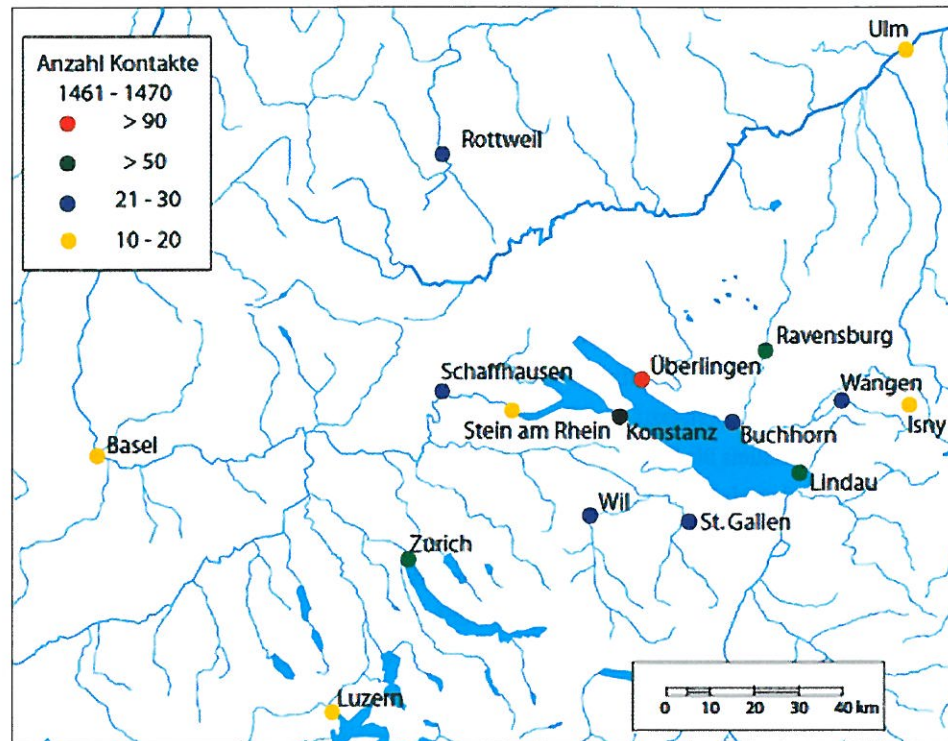 Anzahl Kontakte
1461 - 1470
> 90
> 50
21 - 30
10 - 20
Ulm
Rottweil
Ravensburg
Überlingen
Schaffhausen
Wangen
Stein am Rhein
Konstanz
Buchhorn
Isny
Basel
Lindau
Wil
St. Gallen
Zürich
Luzern
0 10 20 30 40 km